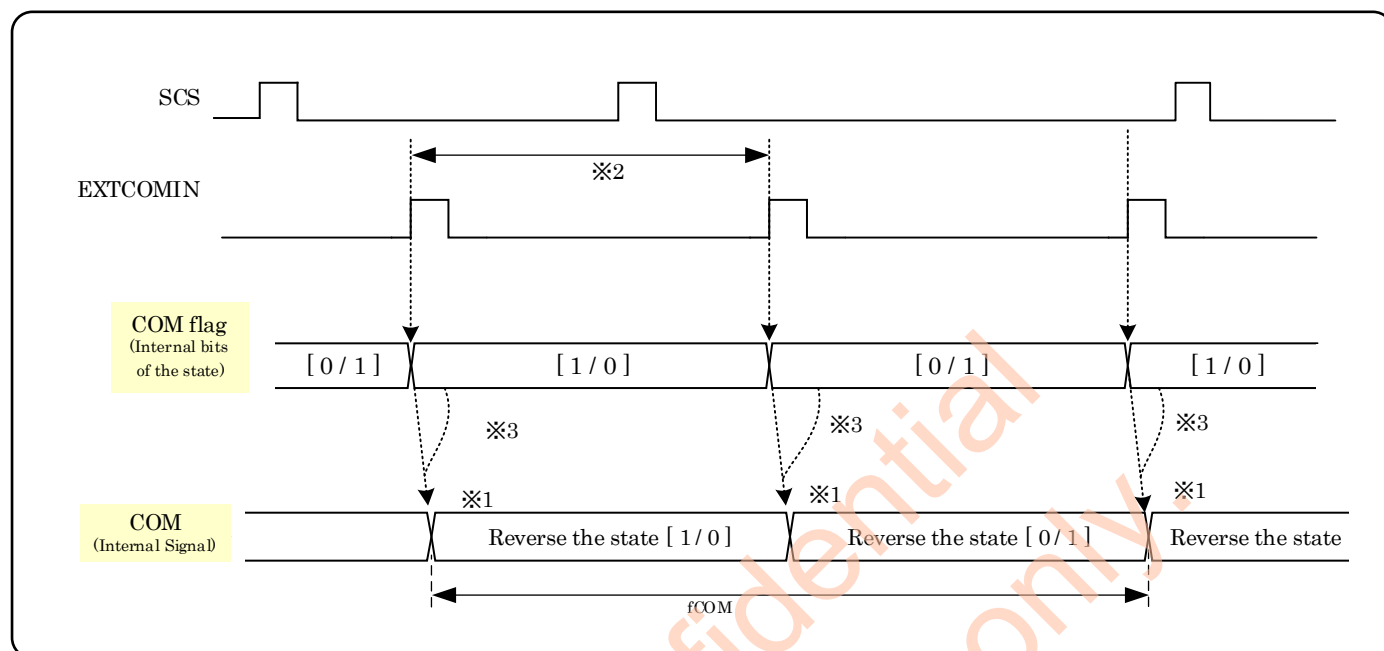 SCS
※2
EXTCOMIN
COM flag
(Internal bits
of the state)
[ 0 / 1 ]
[ 1 / 0 ]
[ 0 / 1 ]
[ 1 / 0 ]
※3
※3
※3
※1
※1
※1
COM
(Internal Signal)
Reverse the state [ 1/0 ]
Reverse the state [ 0/1 ]
Reverse the state
fCOM
fidential
only.